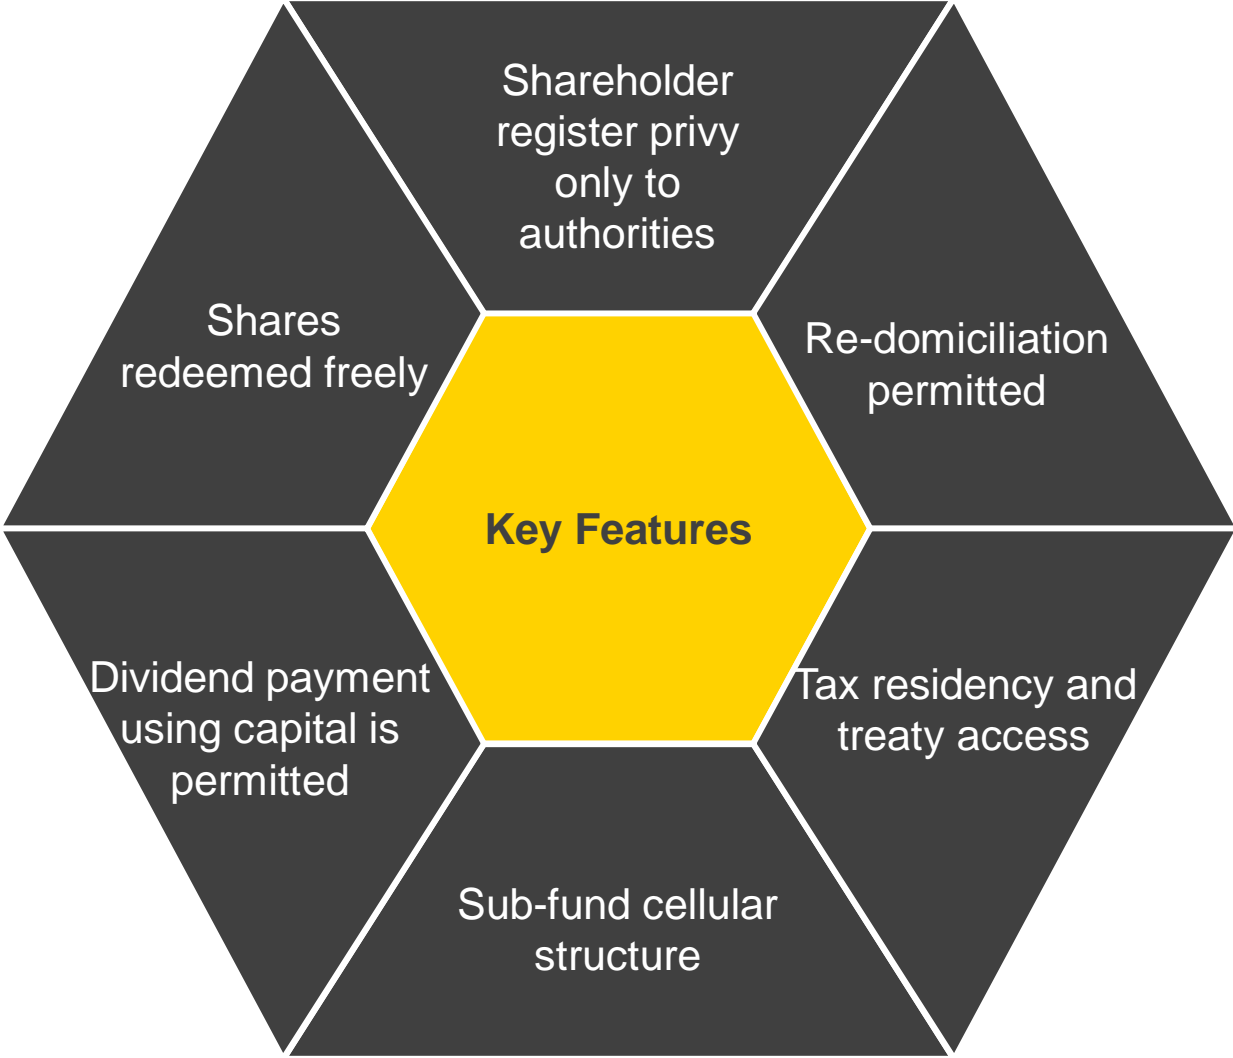 Shareholder
register privy
only to
authorities
Shares
redeemed freely
Re-domiciliation
permitted
Key Features
Dividend payment
using capital is
permitted
Tax residency and
treaty access
Sub-fund cellular
structure